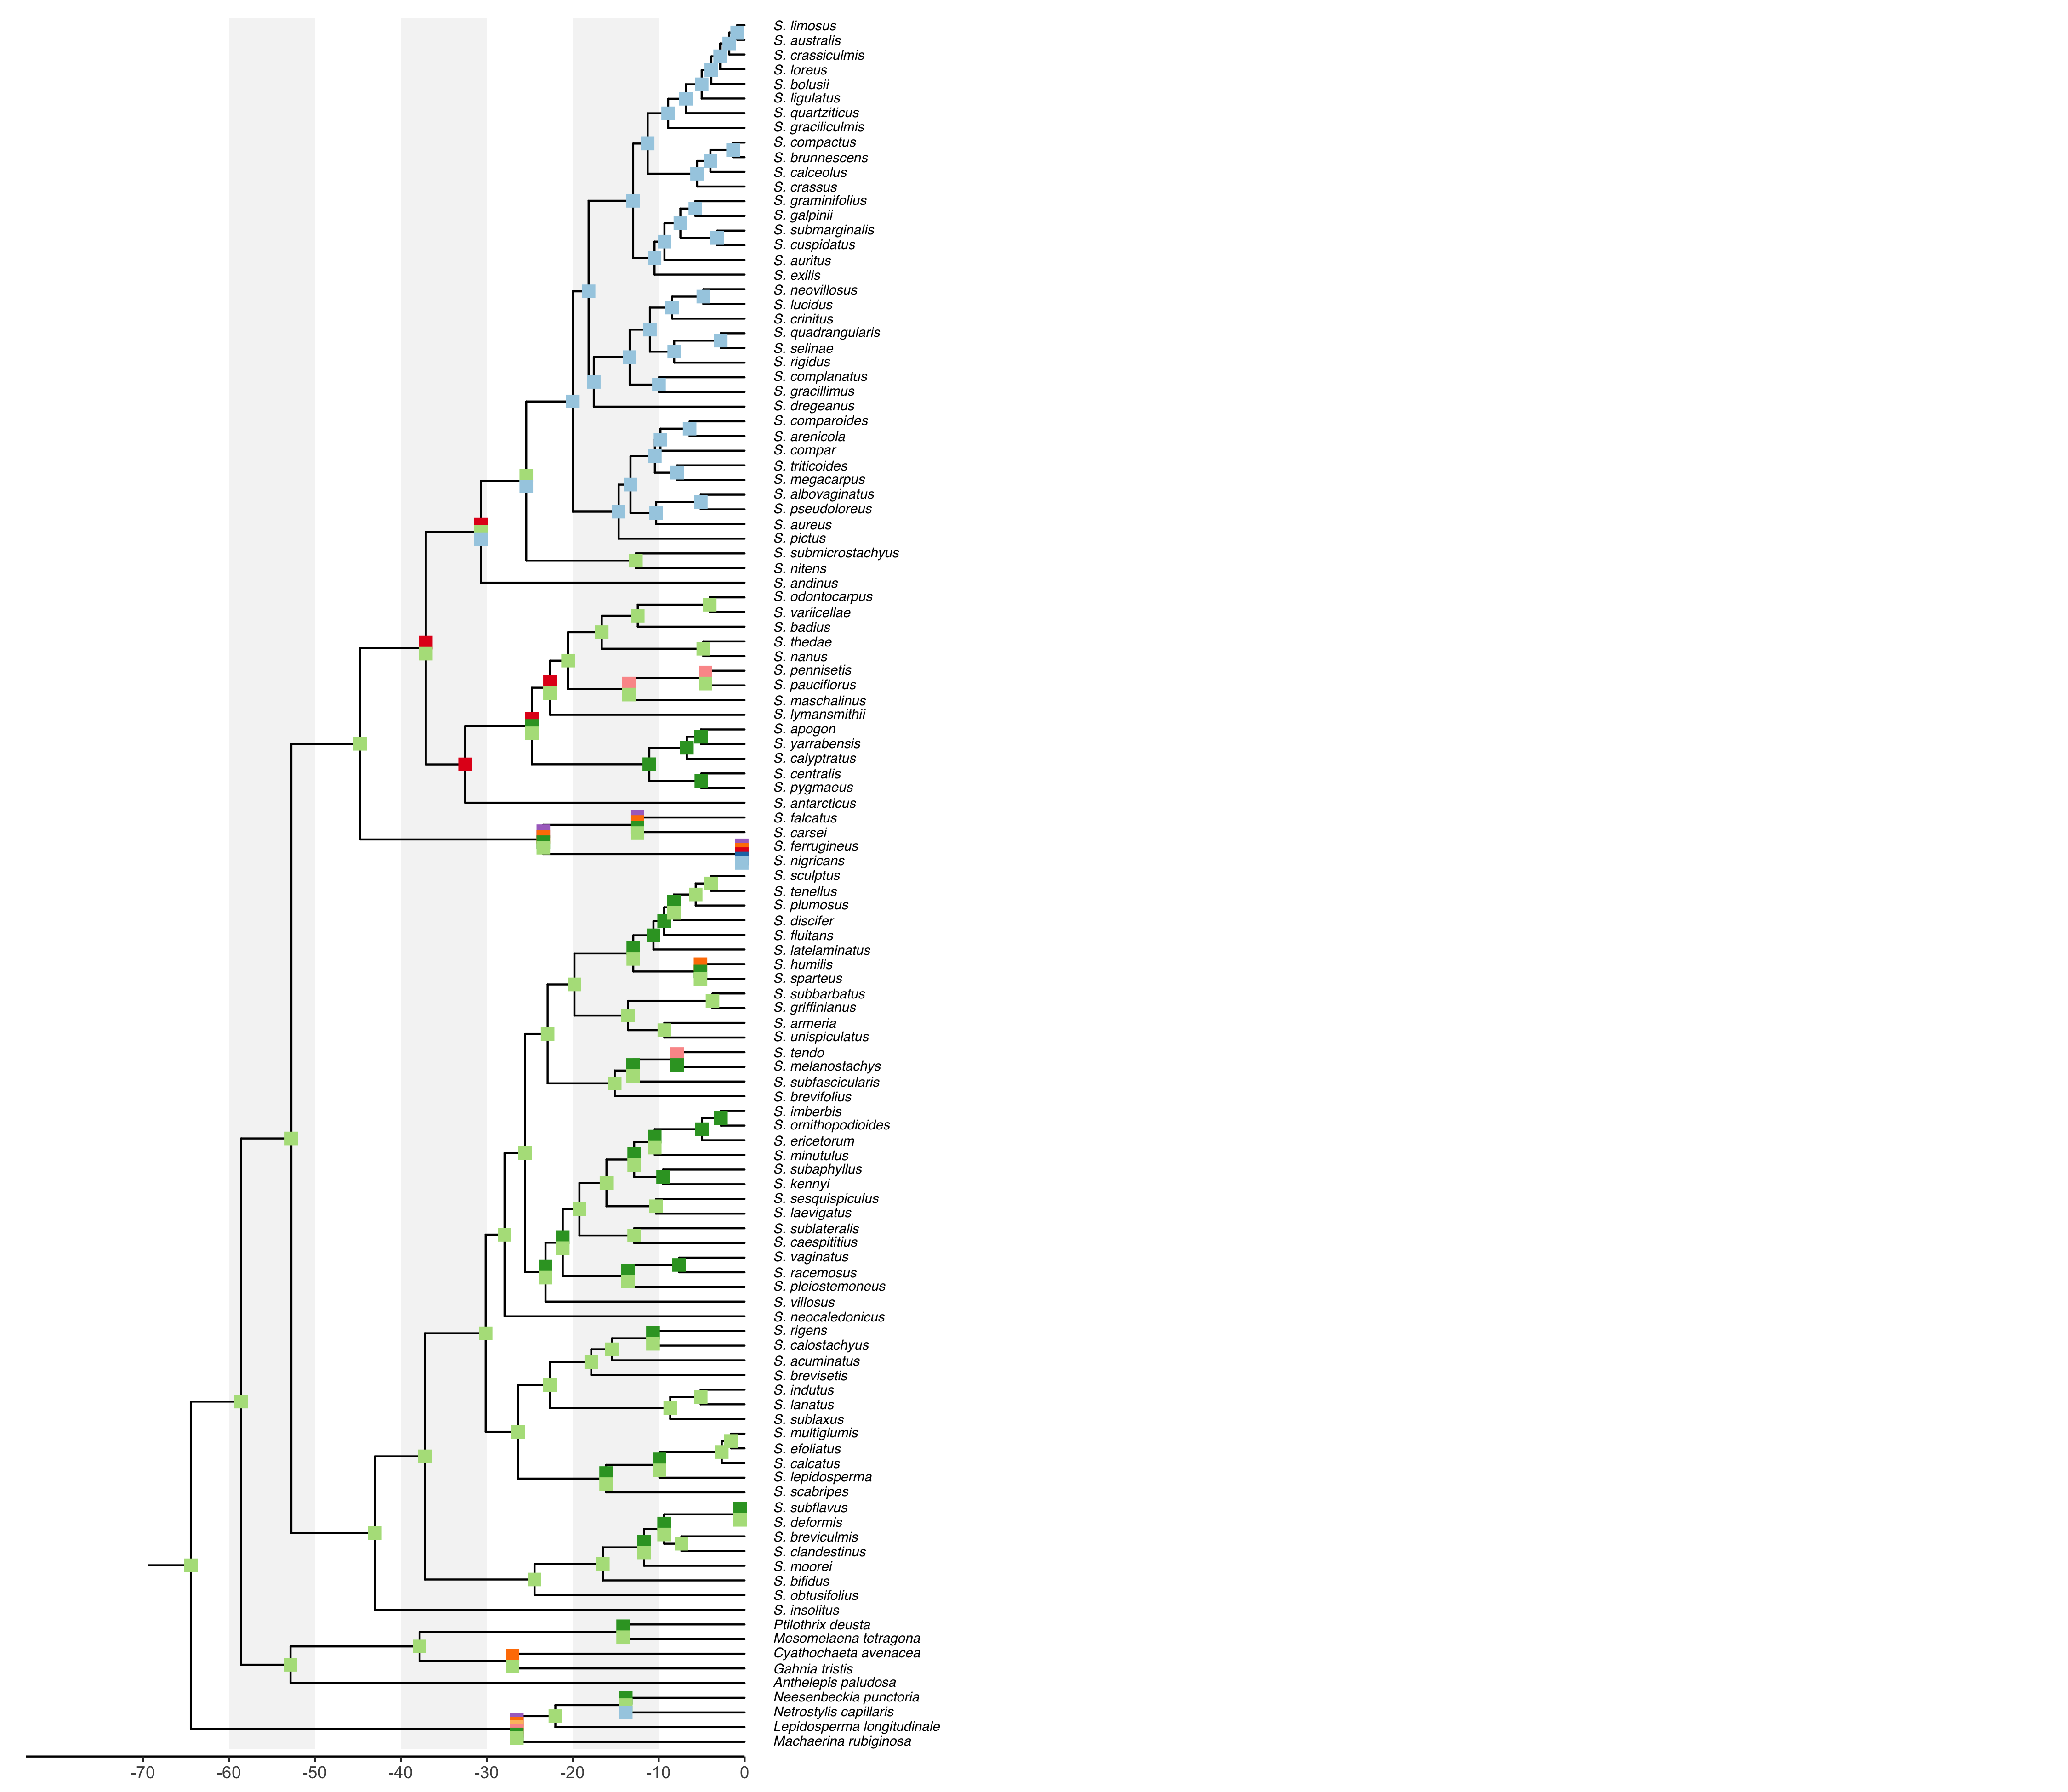 S. limosus
S. australis
S. crassiculmis
S. loreus
S. bolusii
S. ligulatus
S. quartziticus
S. graciliculmis
S. compactus
S. brunnescens
S. calceolus
S. crassus
S. graminifolius
S. galpinii
S. submarginalis
S. cuspidatus
S. auritus
S. exilis
S. neovillosus
S. lucidus
S. crinitus
S. quadrangularis
S. selinae
S. rigidus
S. complanatus
S. gracillimus
S. dregeanus
S. comparoides
S. arenicola
S. compar
S. triticoides
S. megacarpus
S. albovaginatus
S. pseudoloreus
S. aureus
S. pictus
S. submicrostachyus
S. nitens
S. andinus
S. odontocarpus
S. variicellae
S. badius
S. thedae
S. nanus
S. pennisetis
S. pauciflorus
S. maschalinus
S. lymansmithii
S. apogon
S. yarrabensis
S. calyptratus
S. centralis
S. pygmaeus
S. antarcticus
S. falcatus
S. carsei
S. ferrugineus
S. nigricans
S. sculptus
S. tenellus
S. plumosus
S. discifer
S. fluitans
S. latelaminatus
S. humilis
S. sparteus
S. subbarbatus
S. griffinianus
S. armeria
S. unispiculatus
S. tendo
S. melanostachys
S. subfascicularis
S. brevifolius
S. imberbis
S. ornithopodioides
S. ericetorum
S. minutulus
S. subaphyllus
S. kennyi
S. sesquispiculus
S. laevigatus
S. sublateralis
S. caespititius
S. vaginatus
S. racemosus
S. pleiostemoneus
S. villosus
S. neocaledonicus
S. rigens
S. calostachyus
S. acuminatus
S. brevisetis
S. indutus
S. lanatus
S. sublaxus
S. multiglumis
S. efoliatus
S. calcatus
S. lepidosperma
S. scabripes
S. subflavus
S. deformis
S. breviculmis
S. clandestinus
S. moorei
S. bifidus
S. obtusifolius
S. insolitus
Ptilothrix deusta
Mesomelaena tetragona
Cyathochaeta avenacea
Gahnia tristis
Anthelepis paludosa
Neesenbeckia punctoria
Netrostylis capillaris
Lepidosperma longitudinale
Machaerina rubiginosa
-70 -60 -50 -40 -30 -20 -10 0